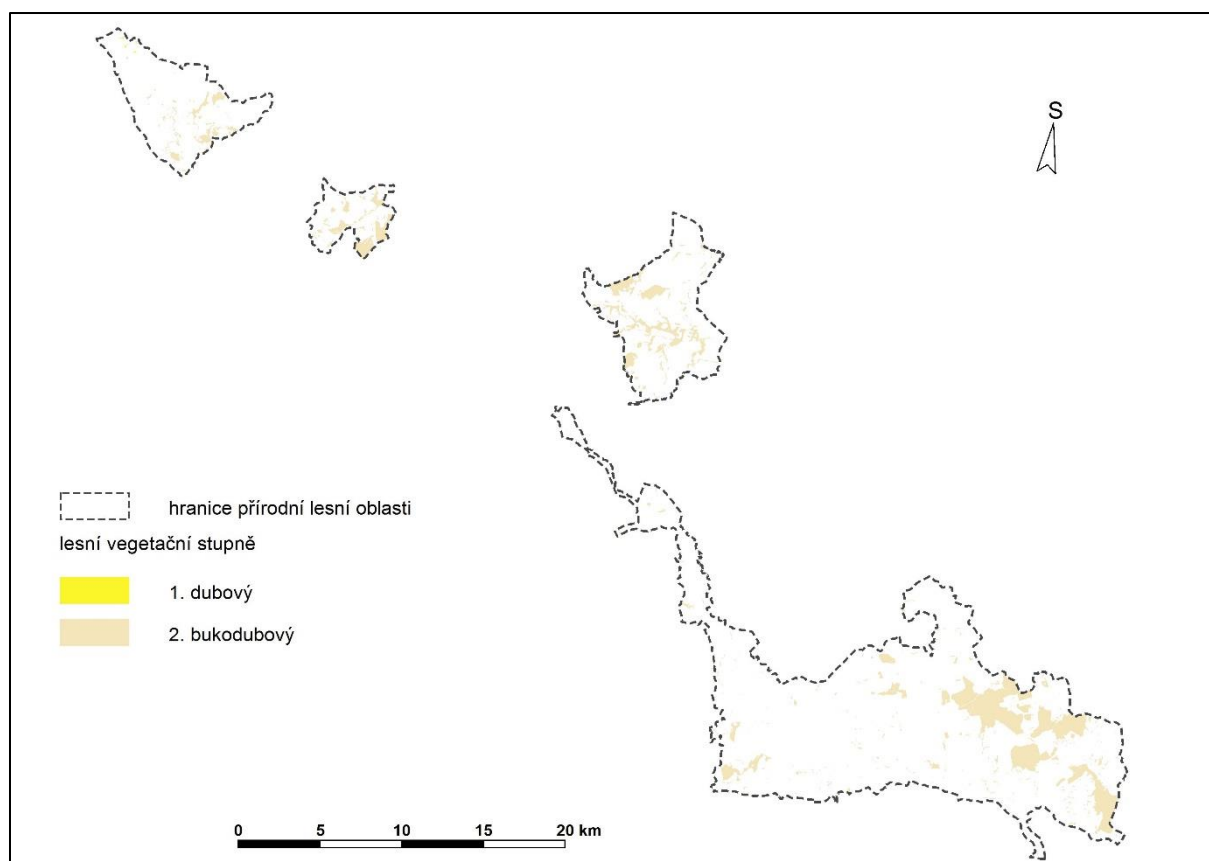 S
hranice přírodní lesní oblasti
lesní vegetační stupně
1. dubový
2. bukodubový
0 5 10 15 20 km